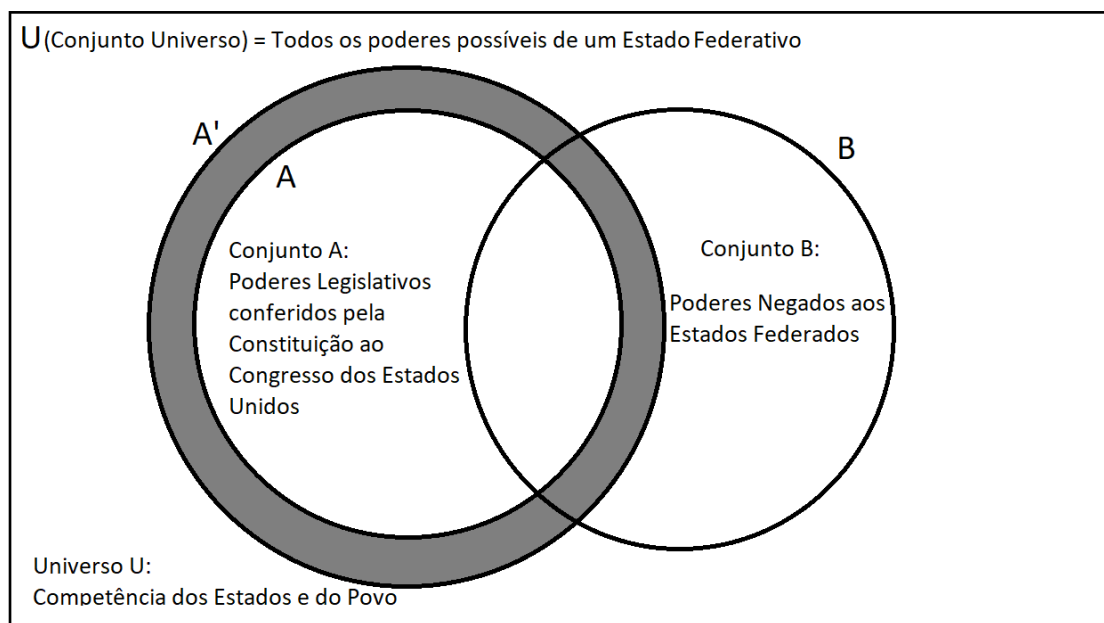 U(Conjunto Universo) = Todos os poderes possíveis de um Estado Federativo
A'
A
B
Conjunto A:
Poderes Legislativos
conferidos pela
Constituição ao
Congresso dos Estados
Unidos
Conjunto B:
Poderes Negados aos
Estados Federados
Universo U:
Competência dos Estados e do Povo